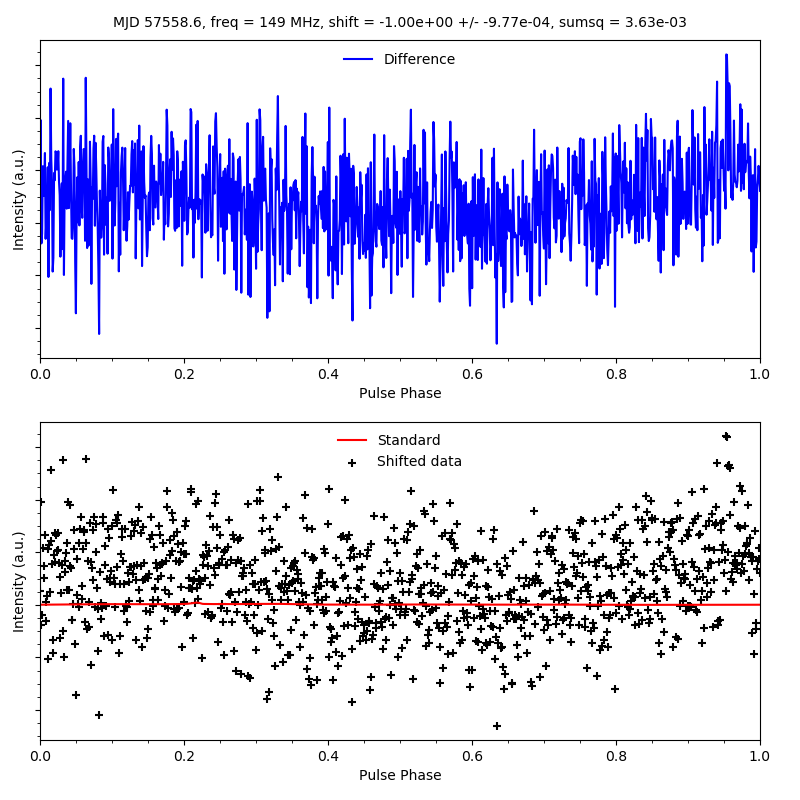 MJD 57558.6, freq = 149 MHz, shift = -1.00e+00 +/- -9.77e-04, sumsq = 3.63e-03
Difference
Intensity (a.u.)
0.0 0.2 0.4 0.6 0.8 1.0
Pulse Phase
Standard
Shifted data
Intensity (a.u.)
0.0 0.2 0.4 0.6 0.8 1.0
Pulse Phase